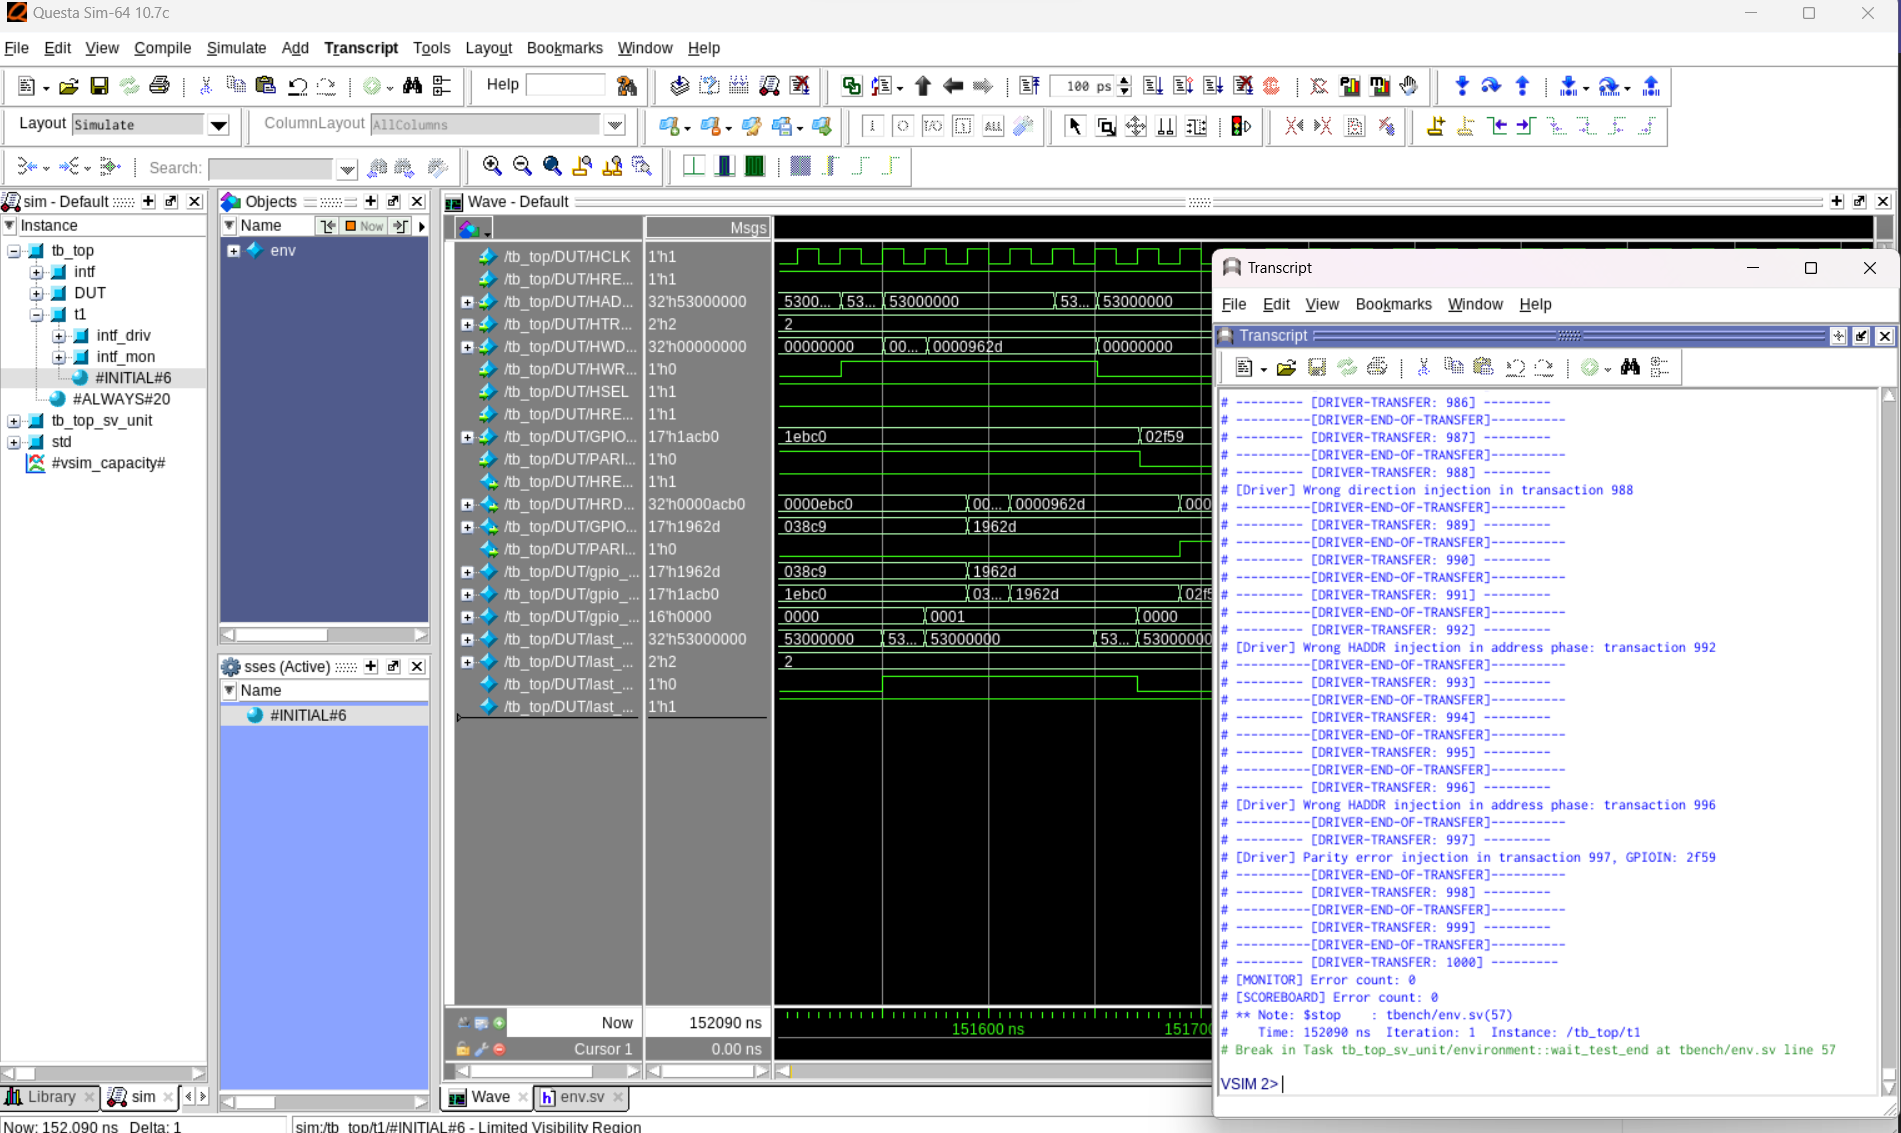 Questa Sim-64 10.7c
File Edit View Compile Simulate Add Transcript Tools Layout Bookmarks Window Help
Help
100 ps
Layout Simulate ColumnLayout AllColumns
ALL
Search:
sim - Default
Instance
tb_top
intf
DUT
t1
intf_driv
intf_mon
#INITIAL#6
#ALWAYS#20
tb_top_sv_unit
std
#vsim_capacity#
Objects
Name Now
env
sses (Active)
Name
#INITIAL#6
Wave - Default
Msgs
/tb_top/DUT/HCLK 1'h1
/tb_top/DUT/HRE... 1'h1
/tb_top/DUT/HAD... 32'h53000000 5300... 53... 53000000 53... 53000000
/tb_top/DUT/HTR... 2'h2 2
/tb_top/DUT/HWD... 32'h00000000 00000000 00... 0000962d 00000000
/tb_top/DUT/HWR... 1'h0
/tb_top/DUT/HSEL 1'h1
/tb_top/DUT/HRE... 1'h1
/tb_top/DUT/GPIO... 17'h1acb0 1ebc0 02f59
/tb_top/DUT/PARI... 1'h0
/tb_top/DUT/HRE... 1'h1
/tb_top/DUT/HRD... 32'h0000acb0 0000ebc0 00... 0000962d 000
/tb_top/DUT/GPIO... 17'h1962d 038c9 1962d
/tb_top/DUT/PARI... 1'h0
/tb_top/DUT/gpio_... 17'h1962d 038c9 1962d
/tb_top/DUT/gpio_... 17'h1acb0 1ebc0 03... 1962d 02f5
/tb_top/DUT/gpio_... 16'h0000 0000 0001 0000
/tb_top/DUT/last_... 32'h53000000 53000000 53... 53000000 53... 53000000
/tb_top/DUT/last_... 2'h2 2
/tb_top/DUT/last_... 1'h0
/tb_top/DUT/last_... 1'h1
Now 152090 ns 151600 ns 151700
Cursor 1 0.00 ns
Library sim
Wave env.sv
Now: 152,090 ns Delta: 1 sim:/tb_top/t1/#INITIAL#6 - Limited Visibility Region
Transcript
File Edit View Bookmarks Window Help
Transcript
# --------- [DRIVER-TRANSFER: 986] ---------
# ----------[DRIVER-END-OF-TRANSFER]----------
# --------- [DRIVER-TRANSFER: 987] ---------
# ----------[DRIVER-END-OF-TRANSFER]----------
# --------- [DRIVER-TRANSFER: 988] ---------
# [Driver] Wrong direction injection in transaction 988
# ----------[DRIVER-END-OF-TRANSFER]----------
# --------- [DRIVER-TRANSFER: 989] ---------
# ----------[DRIVER-END-OF-TRANSFER]----------
# --------- [DRIVER-TRANSFER: 990] ---------
# ----------[DRIVER-END-OF-TRANSFER]----------
# --------- [DRIVER-TRANSFER: 991] ---------
# ----------[DRIVER-END-OF-TRANSFER]----------
# --------- [DRIVER-TRANSFER: 992] ---------
# [Driver] Wrong HADDR injection in address phase: transaction 992
# ----------[DRIVER-END-OF-TRANSFER]----------
# --------- [DRIVER-TRANSFER: 993] ---------
# ----------[DRIVER-END-OF-TRANSFER]----------
# --------- [DRIVER-TRANSFER: 994] ---------
# ----------[DRIVER-END-OF-TRANSFER]----------
# --------- [DRIVER-TRANSFER: 995] ---------
# ----------[DRIVER-END-OF-TRANSFER]----------
# --------- [DRIVER-TRANSFER: 996] ---------
# [Driver] Wrong HADDR injection in address phase: transaction 996
# ----------[DRIVER-END-OF-TRANSFER]----------
# --------- [DRIVER-TRANSFER: 997] ---------
# [Driver] Parity error injection in transaction 997, GPIOIN: 2f59
# ----------[DRIVER-END-OF-TRANSFER]----------
# --------- [DRIVER-TRANSFER: 998] ---------
# ----------[DRIVER-END-OF-TRANSFER]----------
# --------- [DRIVER-TRANSFER: 999] ---------
# ----------[DRIVER-END-OF-TRANSFER]----------
# --------- [DRIVER-TRANSFER: 1000] ---------
# [MONITOR] Error count: 0
# [SCOREBOARD] Error count: 0
# ** Note: $stop : tbench/env.sv(57)
# Time: 152090 ns Iteration: 1 Instance: /tb_top/t1
# Break in Task tb_top_sv_unit/environment::wait_test_end at tbench/env.sv line 57
VSIM 2>